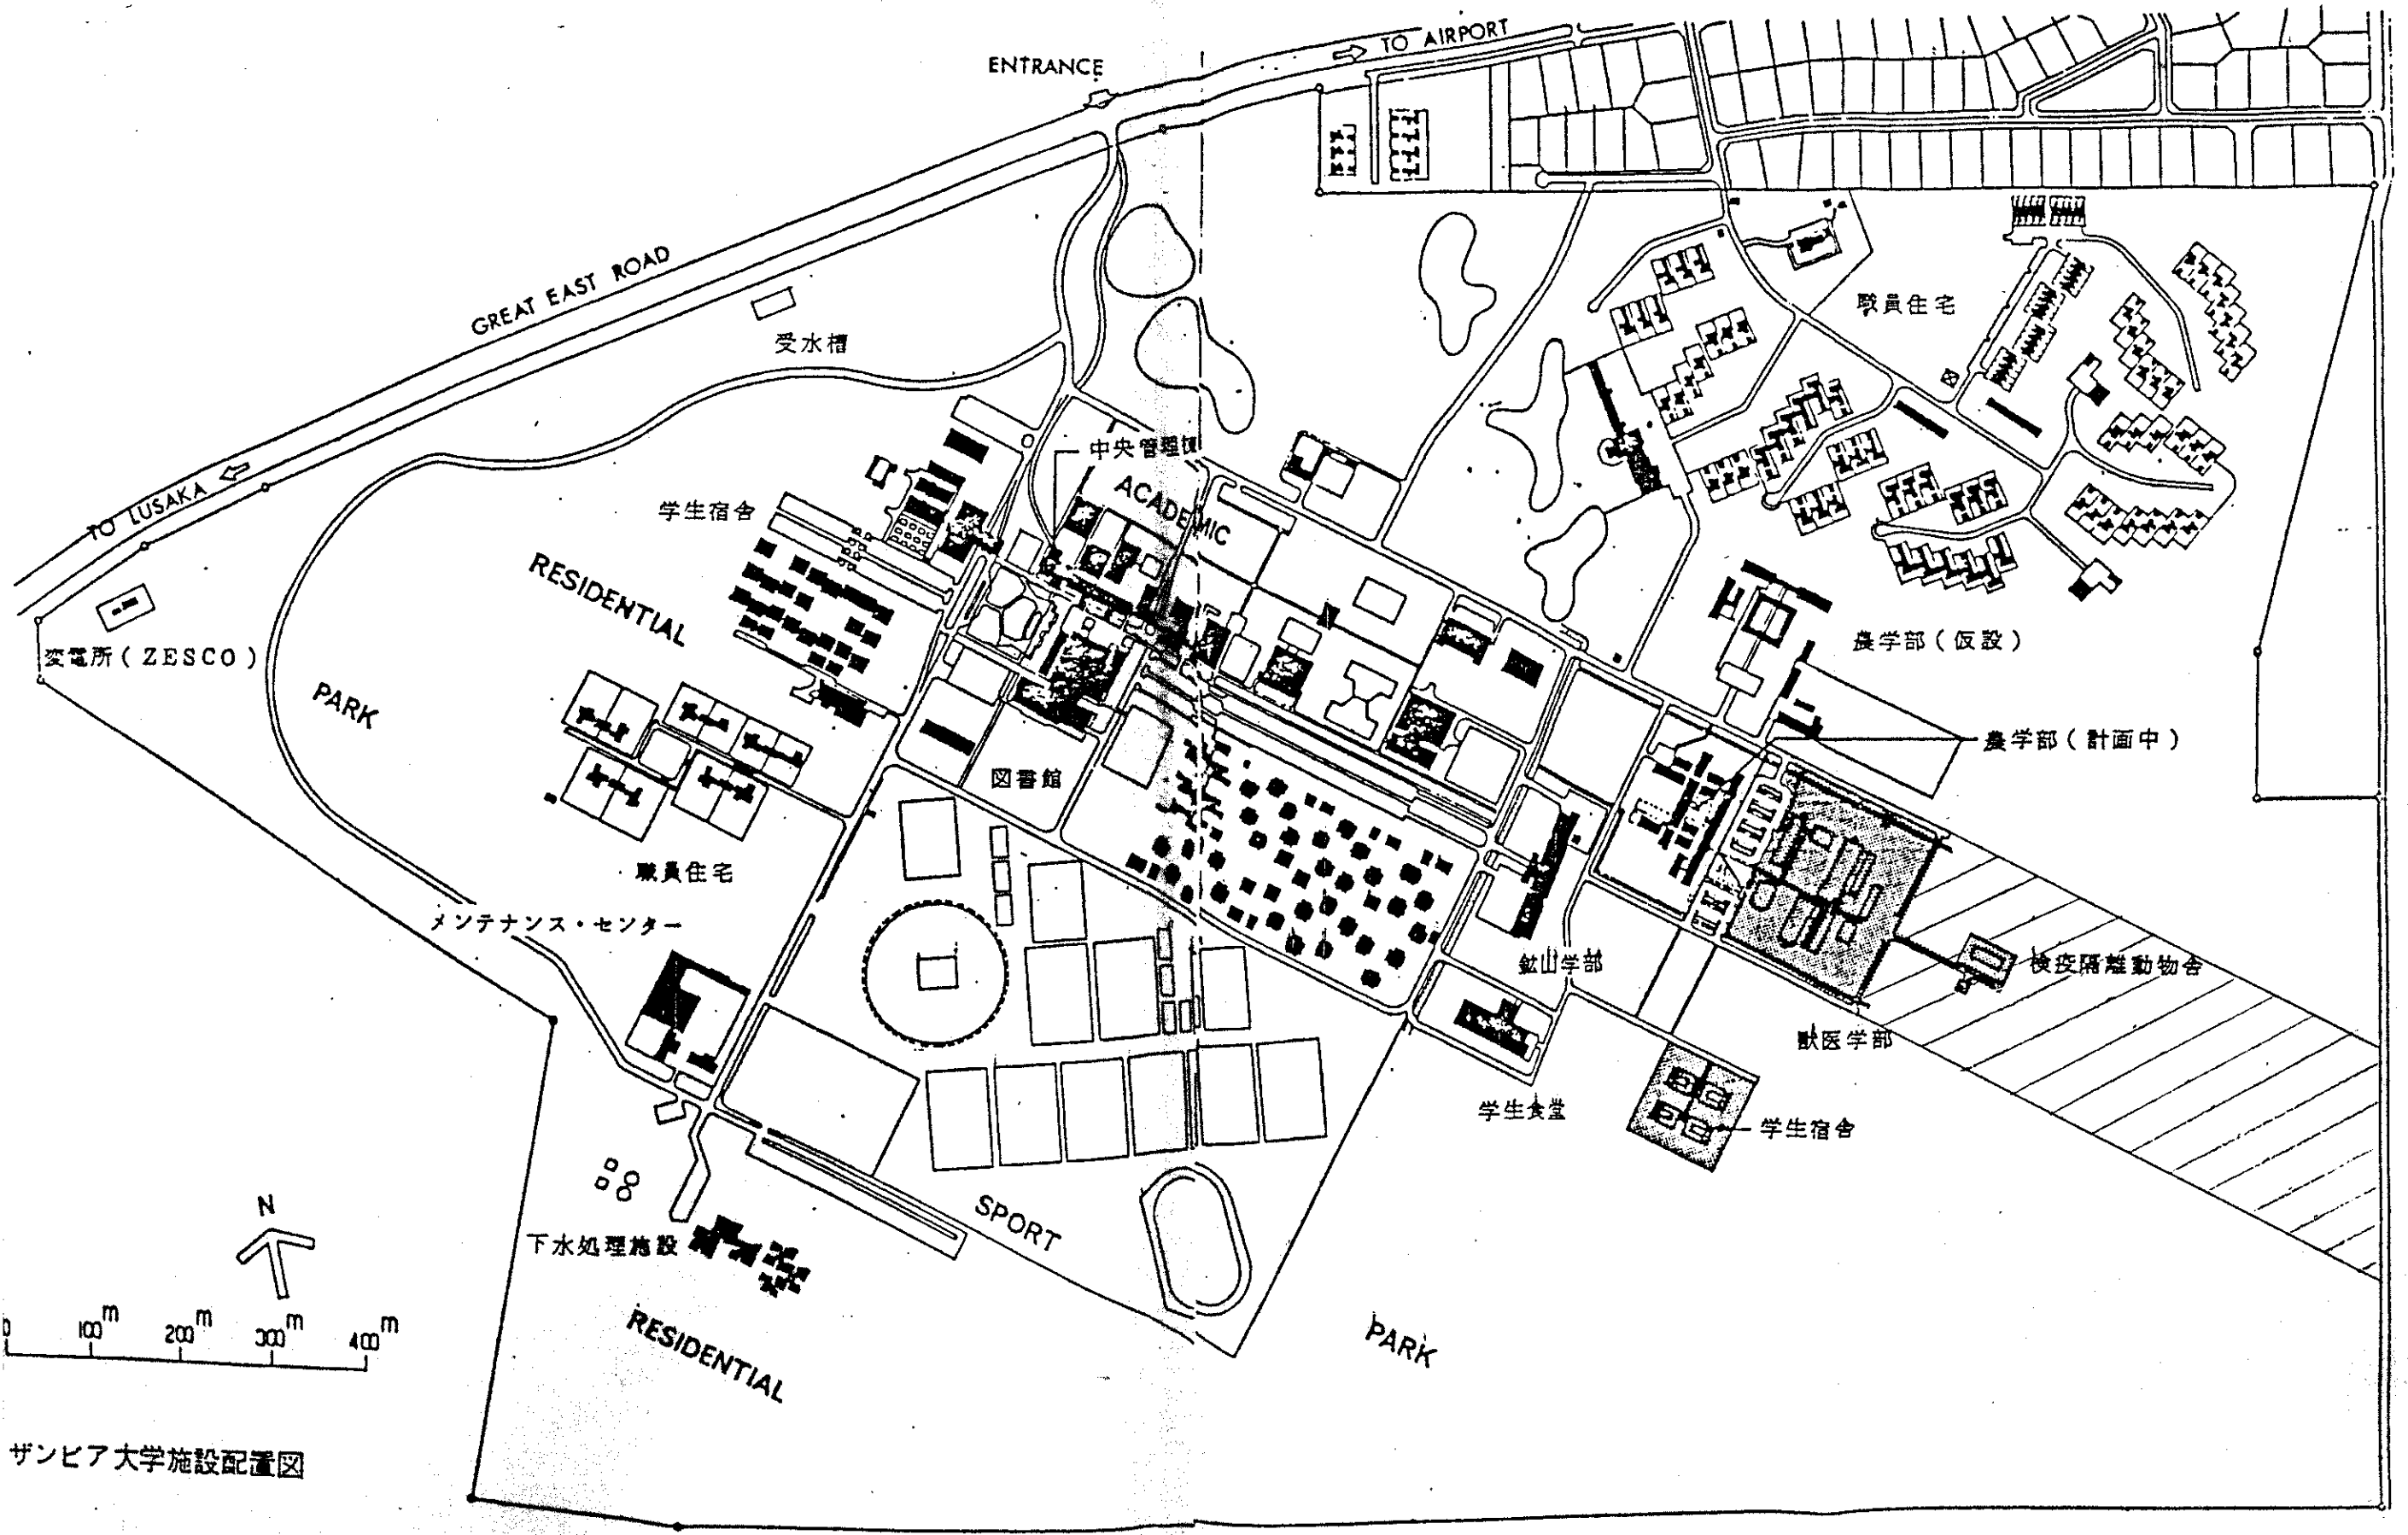 ENTRANCE
TO AIRPORT
GREAT EAST ROAD
受水槽
職員住宅
TO LUSAKA
中央管理棟
ACADEMIC
学生宿舎
RESIDENTIAL
変電所(ZESCO)
農学部(仮設)
PARK
農学部(計画中)
図書館
職員住宅
メンテナンス・センター
鉱山学部
検疫隔離動物舎
獣医学部
学生食堂
学生宿舎
N
SPORT
下水処理施設
0 100m 200m 300m 400m
RESIDENTIAL
PARK
ザンビア大学施設配置図